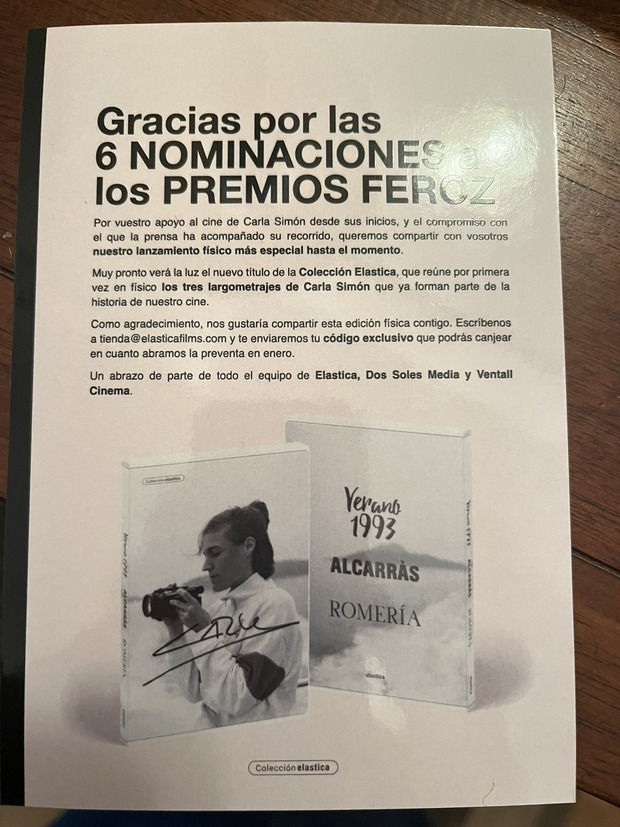 Gracias por las
6 NOMINACIONES a
los PREMIOS FEROZ
Por vuestro apoyo al cine de Carla Simón desde sus inicios, y el compromiso con
el que la prensa ha acompañado su recorrido, queremos compartir con vosotros
nuestro lanzamiento físico más especial hasta el momento.
Muy pronto verá la luz el nuevo título de la Colección Elastica, que reúne por primera
vez en físico los tres largometrajes de Carla Simón que ya forman parte de la
historia de nuestro cine.
Como agradecimiento, nos gustaría compartir esta edición física contigo. Escríbenos
a tienda@elasticafilms.com y te enviaremos tu código exclusivo que podrás canjear
en cuanto abramos la preventa en enero.
Un abrazo de parte de todo el equipo de Elastica, Dos Soles Media y Ventall
Cinema.
Colección elastica
Verano
1993
ALCARRÀS
ROMERÍA
elastica
Verano 1993 ALCARRÀS ROMERÍA
Colección elastica